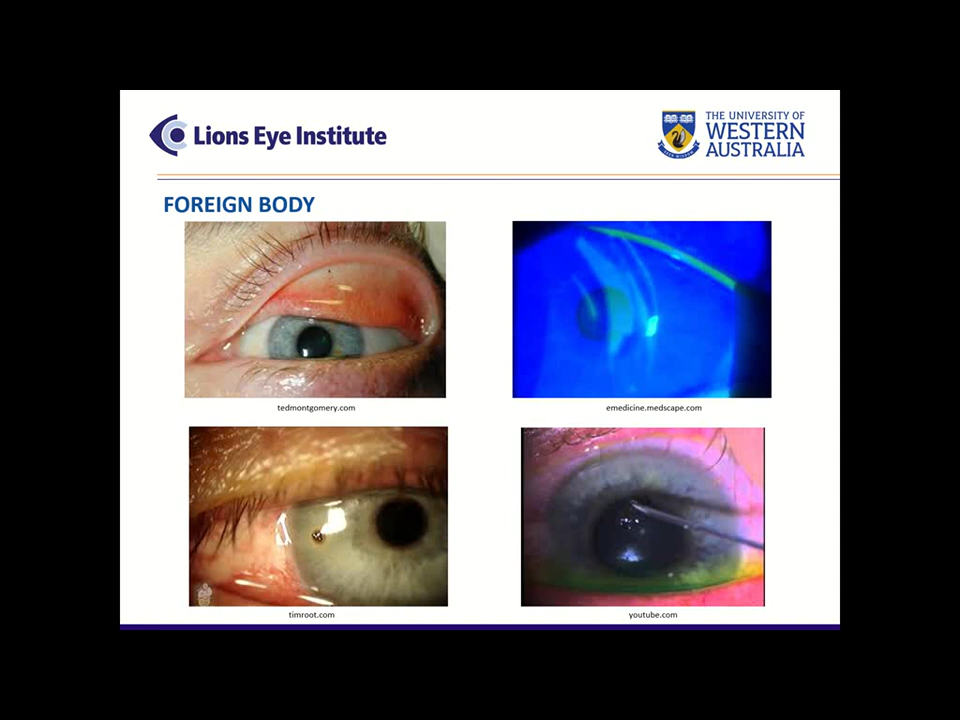 Lions Eye Institute
THE UNIVERSITY OF
WESTERN
AUSTRALIA
FOREIGN BODY
tedmontgomery.com
emedicine.medscape.com
timroot.com
youtube.com